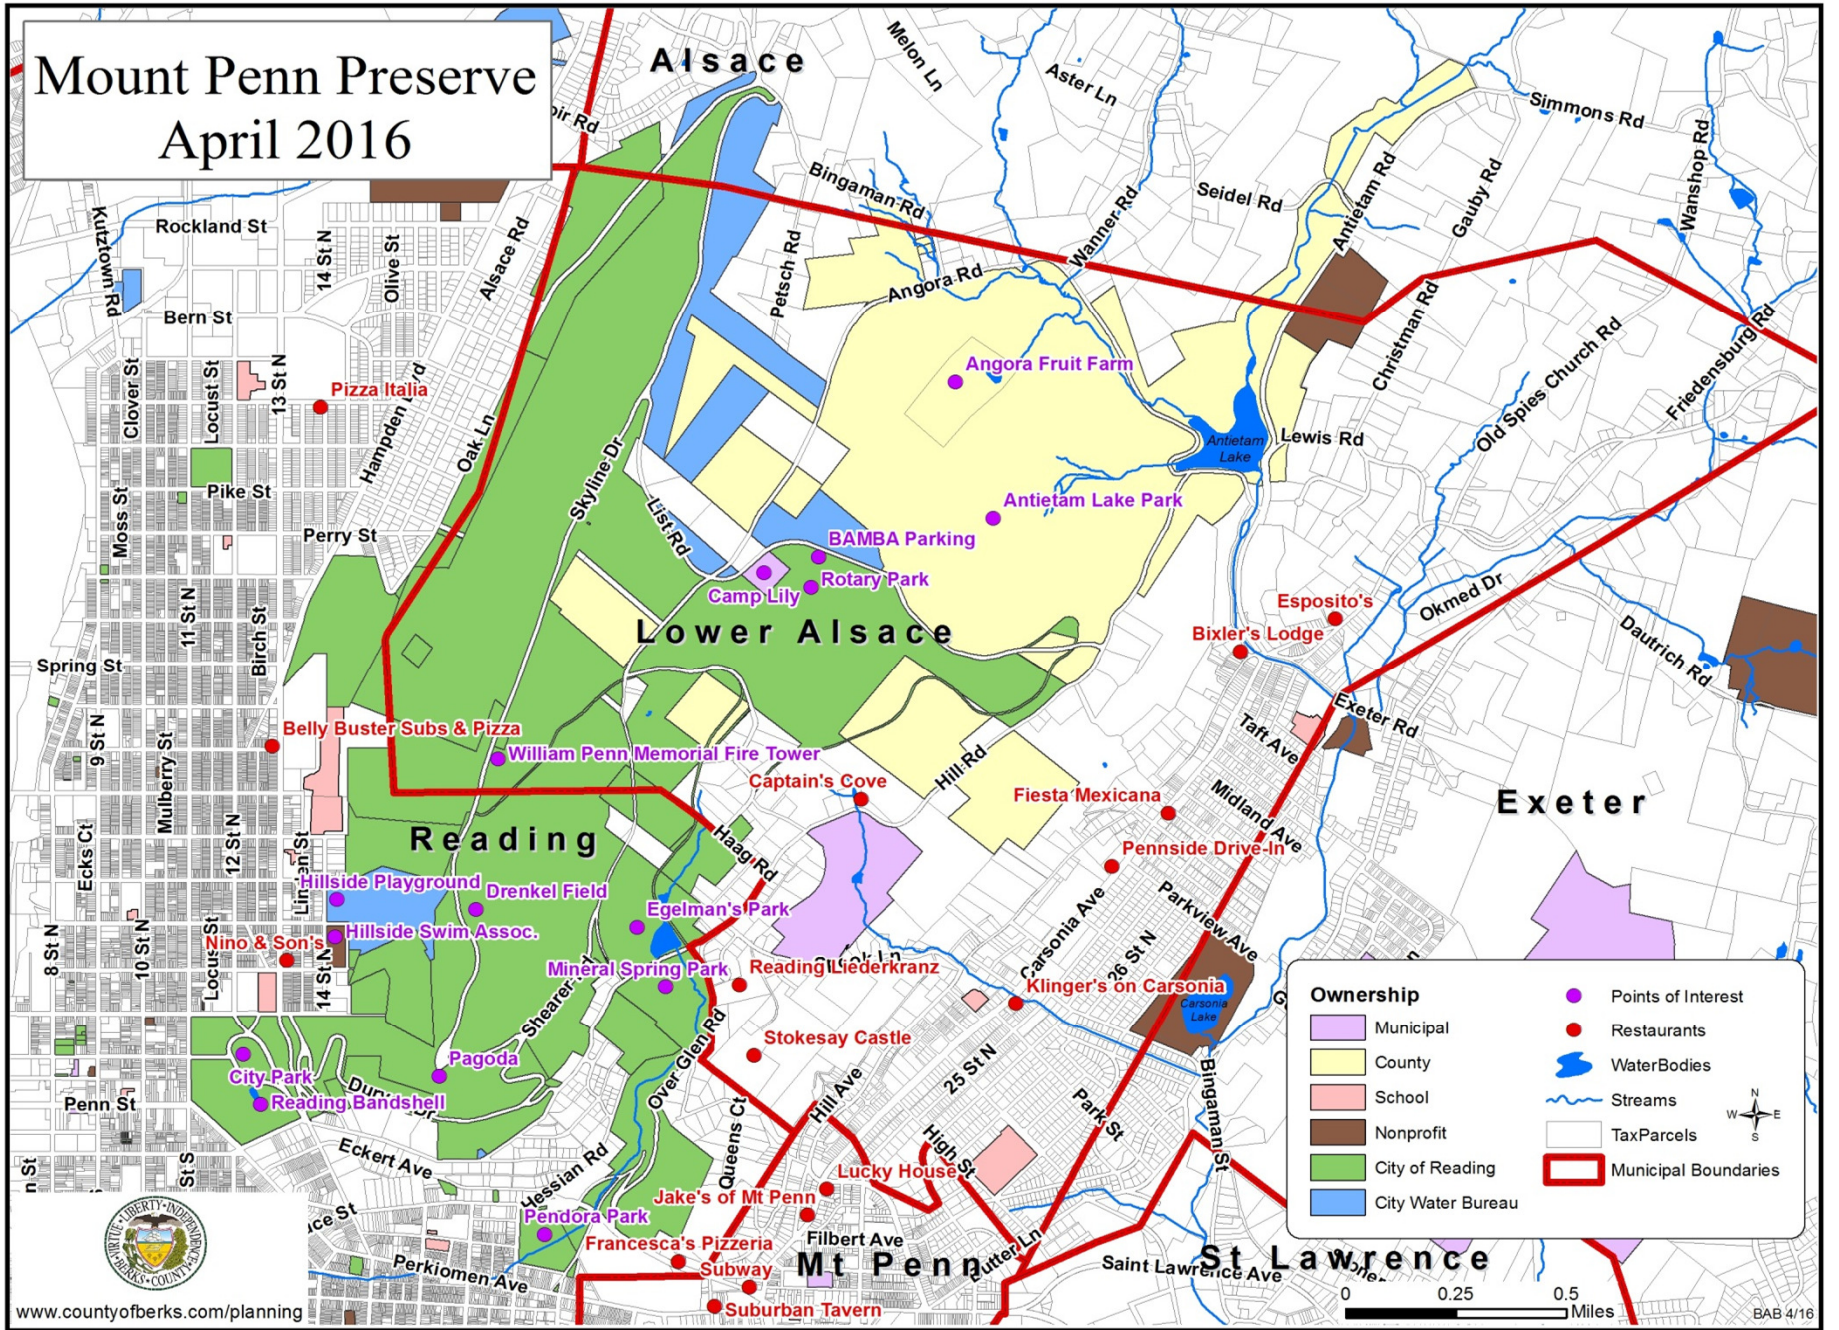 Mount Penn Preserve
April 2016
Alsace
Melon Ln
Aster Ln
Simmons Rd
Wanshop Rd
Bingaman Rd
Wanner Rd
Seidel Rd
Antietam Rd
Gauby Rd
Kutztown Rd
Rockland St
14 St N
Olive St
Alsace Rd
Petsch Rd
Angora Rd
Bern St
Christman Rd
Old Spies Church Rd
Friedensburg Rd
Clover St
Locust St
13 St N
Pizza Italia
Hampden Blvd
Oak Ln
Angora Fruit Farm
Antietam
Lake
Lewis Rd
Pike St
Moss St
Perry St
Skyline Dr
List Rd
Antietam Lake Park
BAMBA Parking
Rotary Park
Camp Lily
Lower Alsace
Esposito's
Bixler's Lodge
Okmed Dr
Dautrich Rd
11 St N
Birch St
Spring St
9 St N
Mulberry St
Belly Buster Subs & Pizza
William Penn Memorial Fire Tower
Captain's Cove
Hill Rd
Fiesta Mexicana
Taft Ave
Exeter Rd
Midland Ave
Exeter
Reading
Haag Rd
Pennside Drive-In
Ecks Ct
12 St N
Linden St
Hillside Playground
Drenkel Field
Egelman's Park
Hillside Swim Assoc.
Nino & Son's
Carsonia Ave
Parkview Ave
26 St N
8 St N
10 St N
Locust St
14 St N
Shearer Rd
Mineral Spring Park
Reading Liederkranz
Klinger's on Carsonia
Carsonia
Lake
Stokesay Castle
Over Glen Rd
Pagoda
City Park
Reading Bandshell
Penn St
Eckert Ave
Hessian Rd
Queens Ct
Hill Ave
25 St N
High St
Park St
Bingaman St
Lucky House
Jake's of Mt Penn
Pendora Park
Francesca's Pizzeria
Filbert Ave
Subway
Mt Penn
Butter Ln
Suburban Tavern
Perkiomen Ave
Saint Lawrence Ave
St Lawrence
Ownership
Municipal
County
School
Nonprofit
City of Reading
City Water Bureau
Points of Interest
Restaurants
WaterBodies
Streams
TaxParcels
Municipal Boundaries
N
W E
S
0 0.25 0.5
Miles
BAB 4/16
VIRTUE LIBERTY INDEPENDENCE
BERKS COUNTY
www.countyofberks.com/planning